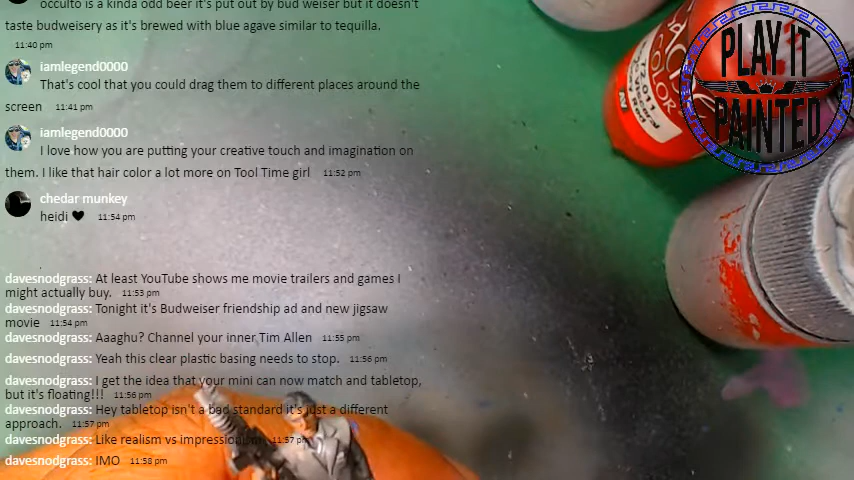 occulto is a kinda odd beer it's put out by bud weiser but it doesn't
taste budweisery as it's brewed with blue agave similar to tequilla.
11:40 pm
iamlegend0000
That's cool that you could drag them to different places around the
screen 11:41 pm
iamlegend0000
I love how you are putting your creative touch and imagination on
them. I like that hair color a lot more on Tool Time girl 11:52 pm
chedar munkey
heidi ♥ 11:54 pm
davesnodgrass: At least YouTube shows me movie trailers and games I
might actually buy. 11:53 pm
davesnodgrass: Tonight it's Budweiser friendship ad and new jigsaw
movie 11:54 pm
davesnodgrass: Aaaghu? Channel your inner Tim Allen 11:55 pm
davesnodgrass: Yeah this clear plastic basing needs to stop. 11:56 pm
davesnodgrass: I get the idea that your mini can now match and tabletop,
but it's floating!!! 11:56 pm
davesnodgrass: Hey tabletop isn't a bad standard it's just a different
approach. 11:57 pm
davesnodgrass: Like realism vs impressionism 11:57 pm
davesnodgrass: IMO 11:58 pm
PLAY IT
PAINTED
COLOR